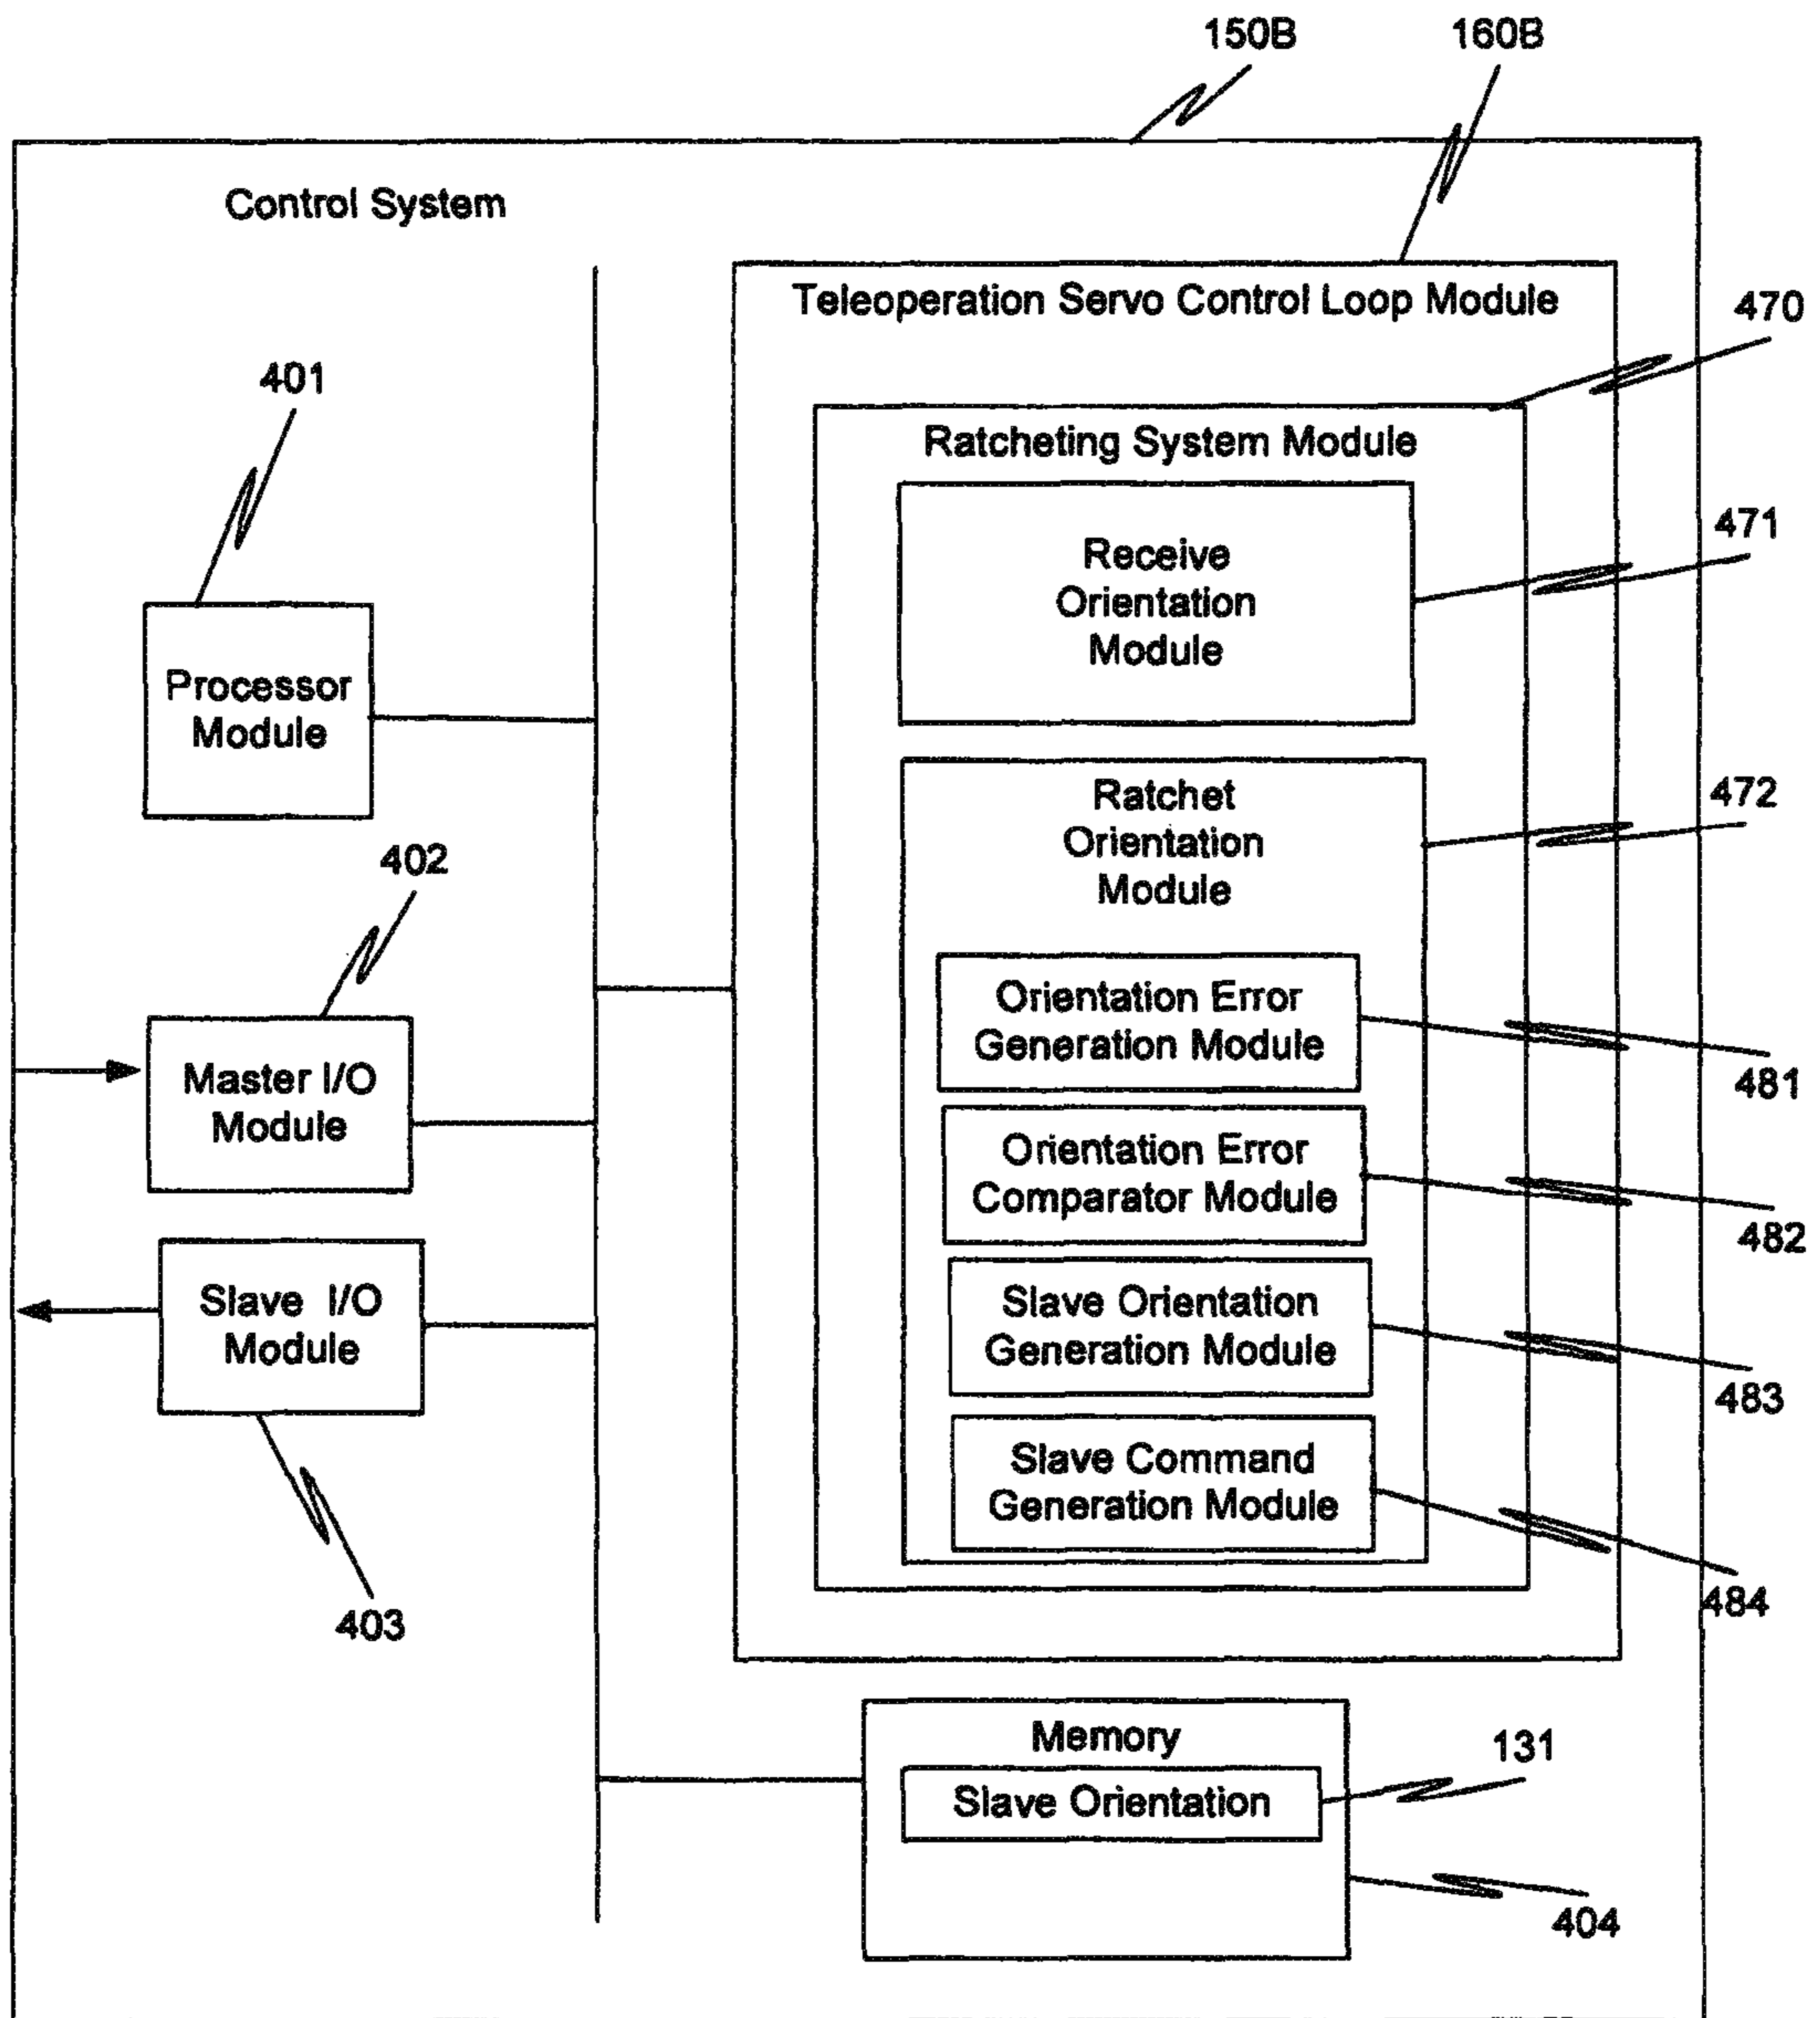 150B
160B
Control System
Teleoperation Servo Control Loop Module
470
401
Ratcheting System Module
471
Receive
Orientation
Module
Processor
Module
472
Ratchet
Orientation
Module
402
Orientation Error
Generation Module
481
Master I/O
Module
Orientation Error
Comparator Module
482
Slave I/O
Module
Slave Orientation
Generation Module
483
Slave Command
Generation Module
484
403
Memory
131
Slave Orientation
404